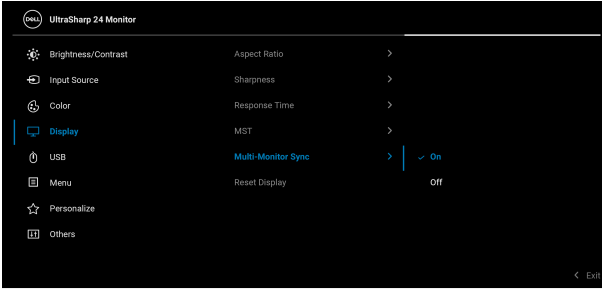 DELL UltraSharp 24 Monitor
Brightness/Contrast
Input Source
Color
Display
USB
Menu
Personalize
Others
Aspect Ratio
Sharpness
Response Time
MST
Multi-Monitor Sync
Reset Display
On
Off
Exit